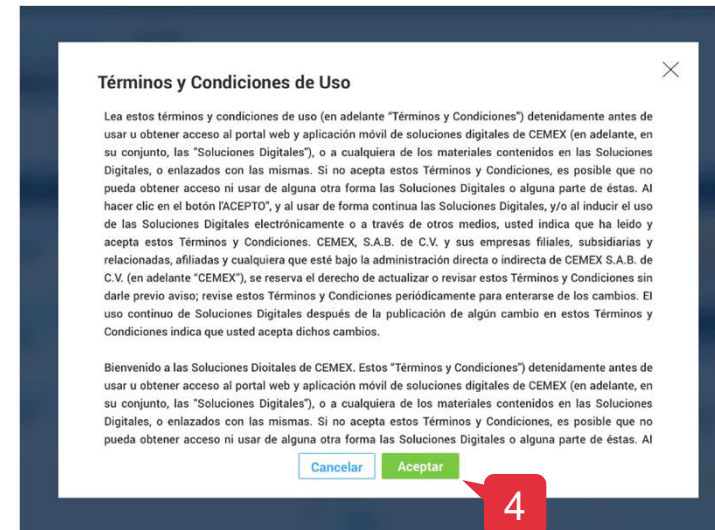 Términos y Condiciones de Uso
Lea estos términos y condiciones de uso (en adelante “Términos y Condiciones”) detenidamente antes de
usar u obtener acceso al portal web y aplicación móvil de soluciones digitales de CEMEX (en adelante, en
su conjunto, las "Soluciones Digitales"), o a cualquiera de los materiales contenidos en las Soluciones
Digitales, o enlazados con las mismas. Si no acepta estos Términos y Condiciones, es posible que no
pueda obtener acceso ni usar de alguna otra forma las Soluciones Digitales o alguna parte de éstas. Al
hacer clic en el botón l'ACEPTO", y al usar de forma continua las Soluciones Digitales, y/o al inducir el uso
de las Soluciones Digitales electrónicamente o a través de otros medios, usted indica que ha leido y
acepta estos Términos y Condiciones. CEMEX, S.A.B. de C.V. y sus empresas filiales, subsidiarias y
relacionadas, afiliadas y cualquiera que esté bajo la administración directa o indirecta de CEMEX S.A.B. de
C.V. (en adelante “CEMEX”), se reserva el derecho de actualizar o revisar estos Términos y Condiciones sin
darle previo aviso; revise estos Términos y Condiciones periódicamente para enterarse de los cambios. El
uso continuo de Soluciones Digitales después de la publicación de algún cambio en estos Términos y
Condiciones indica que usted acepta dichos cambios.
Bienvenido a las Soluciones Dioitales de CEMEX. Estos “Términos y Condiciones”) detenidamente antes de
usar u obtener acceso al portal web y aplicación móvil de soluciones digitales de CEMEX (en adelante, en
su conjunto, las "Soluciones Digitales"), o a cualquiera de los materiales contenidos en las Soluciones
Digitales, o enlazados con las mismas. Si no acepta estos Términos y Condiciones, es posible que no
pueda obtener acceso ni usar de alguna otra forma las Soluciones Digitales o alguna parte de éstas. Al
Cancelar Aceptar
4